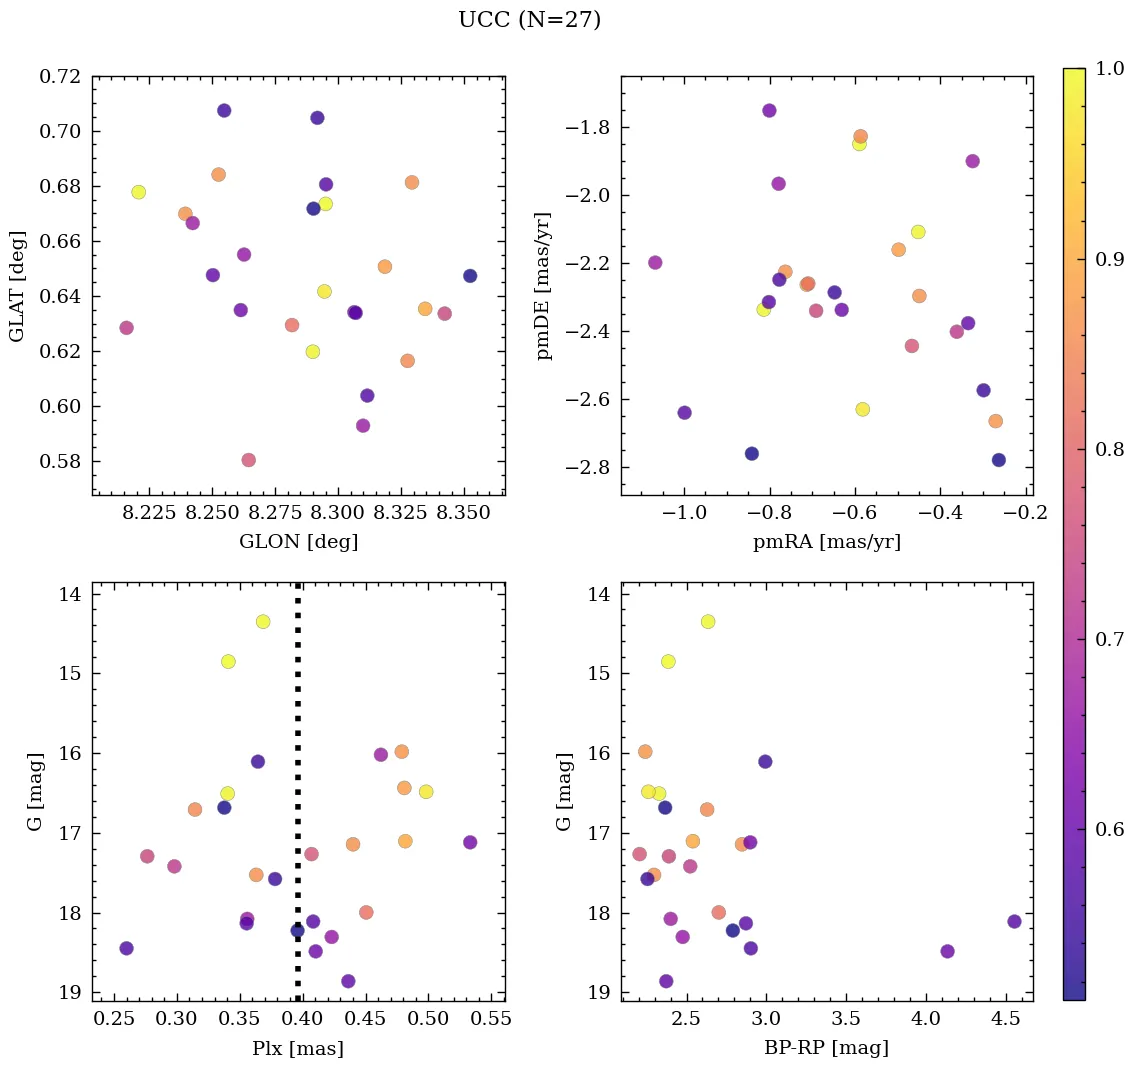 UCC (N=27)
0.72
0.70
0.68
0.66
0.64
0.62
0.60
0.58
GLAT [deg]
8.225 8.250 8.275 8.300 8.325 8.350
GLON [deg]
−1.8
−2.0
−2.2
−2.4
−2.6
−2.8
pmDE [mas/yr]
−1.0 −0.8 −0.6 −0.4 −0.2
pmRA [mas/yr]
14
15
16
17
18
19
G [mag]
0.25 0.30 0.35 0.40 0.45 0.50 0.55
Plx [mas]
14
15
16
17
18
19
G [mag]
2.5 3.0 3.5 4.0 4.5
BP-RP [mag]
1.0
0.9
0.8
0.7
0.6